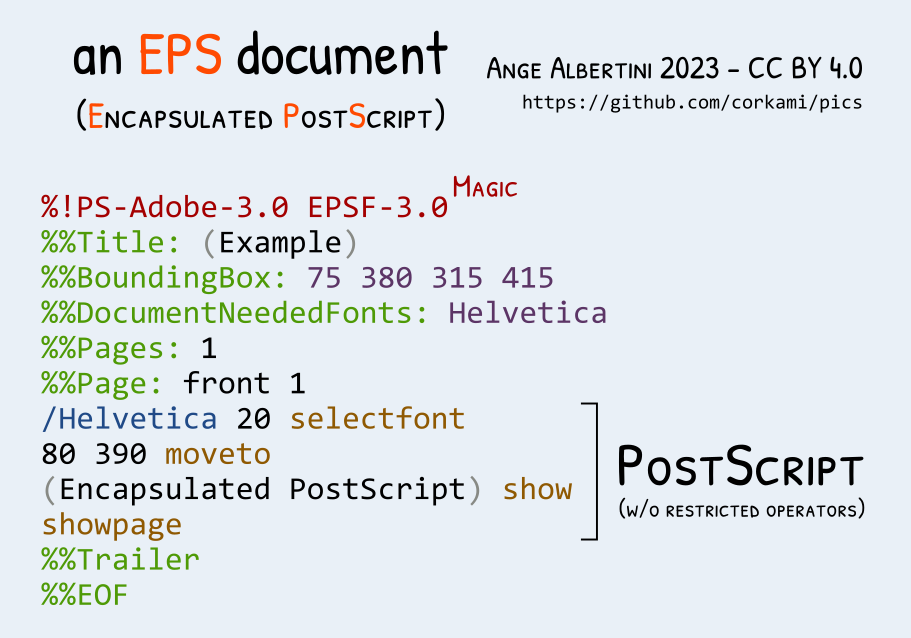 an EPS document
(Encapsulated PostScript)
Ange Albertini 2023 - CC BY 4.0
https://github.com/corkami/pics
%!PS-Adobe-3.0 EPSF-3.0 Magic
%%Title: (Example)
%%BoundingBox: 75 380 315 415
%%DocumentNeededFonts: Helvetica
%%Pages: 1
%%Page: front 1
/Helvetica 20 selectfont
80 390 moveto
(Encapsulated PostScript) show
showpage
%%Trailer
%%EOF
PostScript
(w/o restricted operators)